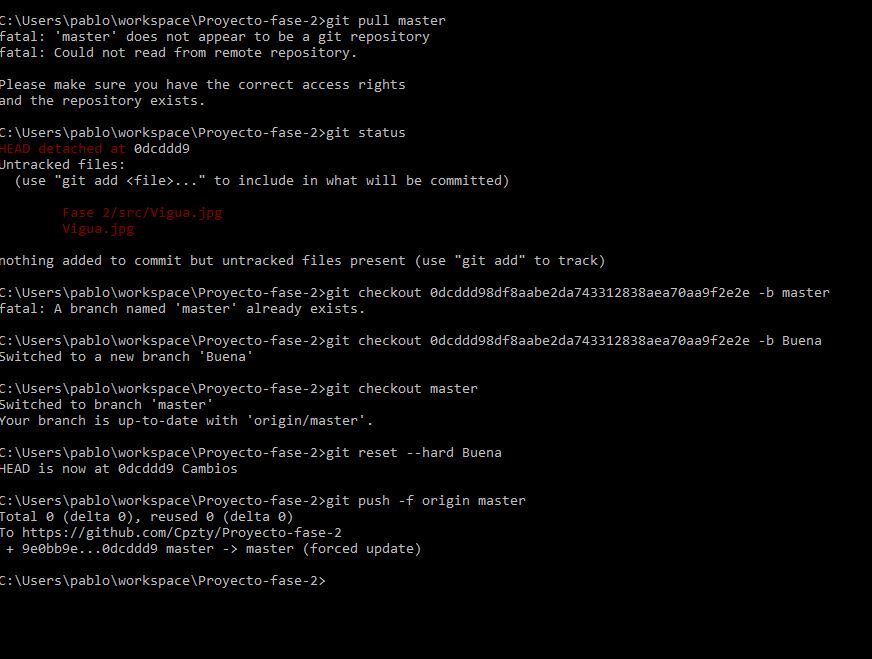 C:\Users\pablo\workspace\Proyecto-fase-2>git pull master
fatal: 'master' does not appear to be a git repository
fatal: Could not read from remote repository.
Please make sure you have the correct access rights
and the repository exists.
C:\Users\pablo\workspace\Proyecto-fase-2>git status
HEAD detached at 0dcddd9
Untracked files:
(use "git add <file>..." to include in what will be committed)
Fase 2/src/Vigua.jpg
Vigua.jpg
nothing added to commit but untracked files present (use "git add" to track)
C:\Users\pablo\workspace\Proyecto-fase-2>git checkout 0dcddd98df8aabe2da743312838aea70aa9f2e2e -b master
fatal: A branch named 'master' already exists.
C:\Users\pablo\workspace\Proyecto-fase-2>git checkout 0dcddd98df8aabe2da743312838aea70aa9f2e2e -b Buena
Switched to a new branch 'Buena'
C:\Users\pablo\workspace\Proyecto-fase-2>git checkout master
Switched to branch 'master'
Your branch is up-to-date with 'origin/master'.
C:\Users\pablo\workspace\Proyecto-fase-2>git reset --hard Buena
HEAD is now at 0dcddd9 Cambios
C:\Users\pablo\workspace\Proyecto-fase-2>git push -f origin master
Total 0 (delta 0), reused 0 (delta 0)
To https://github.com/Cpzty/Proyecto-fase-2
+ 9e0bb9e...0dcddd9 master -> master (forced update)
C:\Users\pablo\workspace\Proyecto-fase-2>